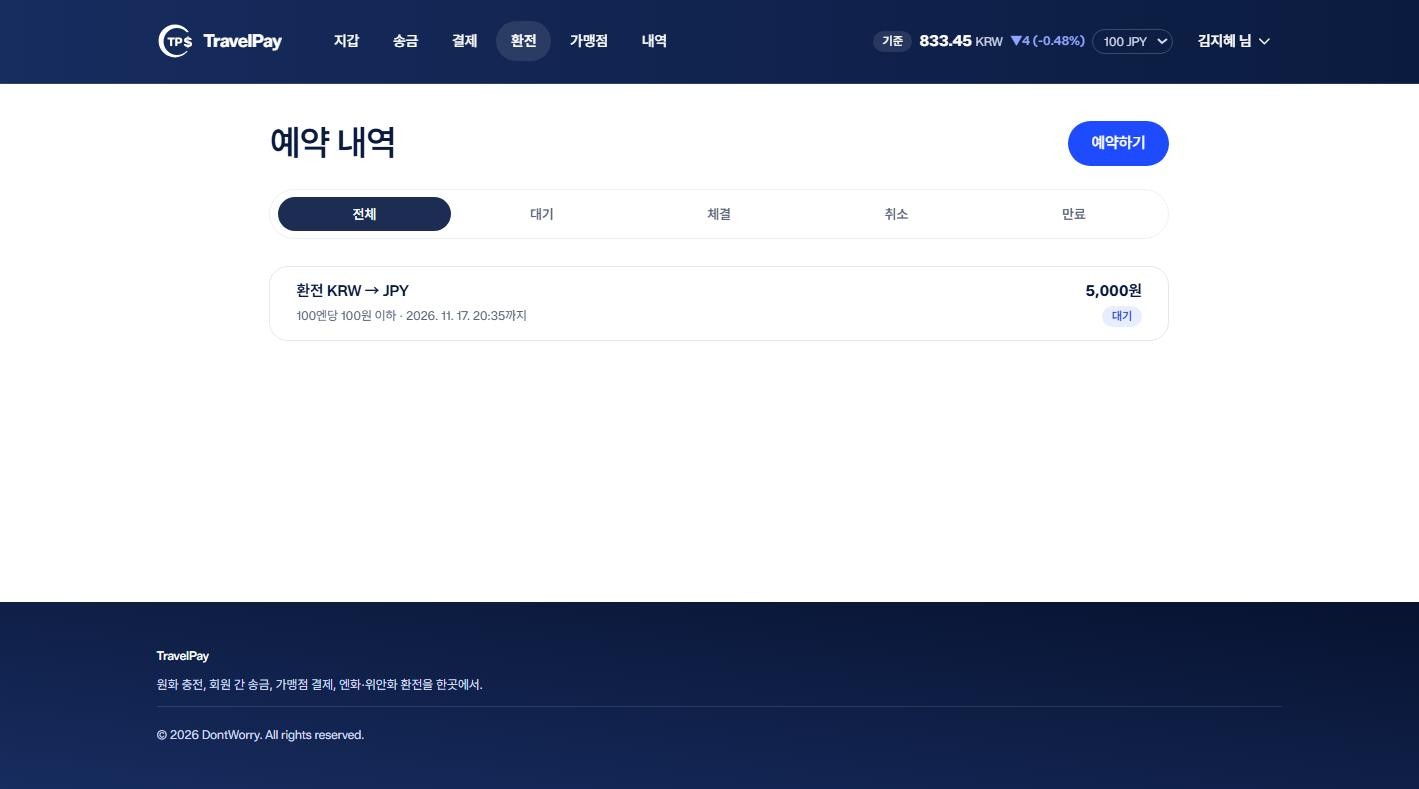 TP$ TravelPay 지갑 송금 결제 환전 가맹점 내역 기준 833.45 KRW ▼4 (-0.48%) 100 JPY 김지혜 님
예약 내역 예약하기
전체 대기 체결 취소 만료
환전 KRW → JPY 5,000원
100엔당 100원 이하 · 2026. 11. 17. 20:35까지 대기
TravelPay
원화 충전, 회원 간 송금, 가맹점 결제, 엔화·위안화 환전을 한곳에서.
© 2026 DontWorry. All rights reserved.